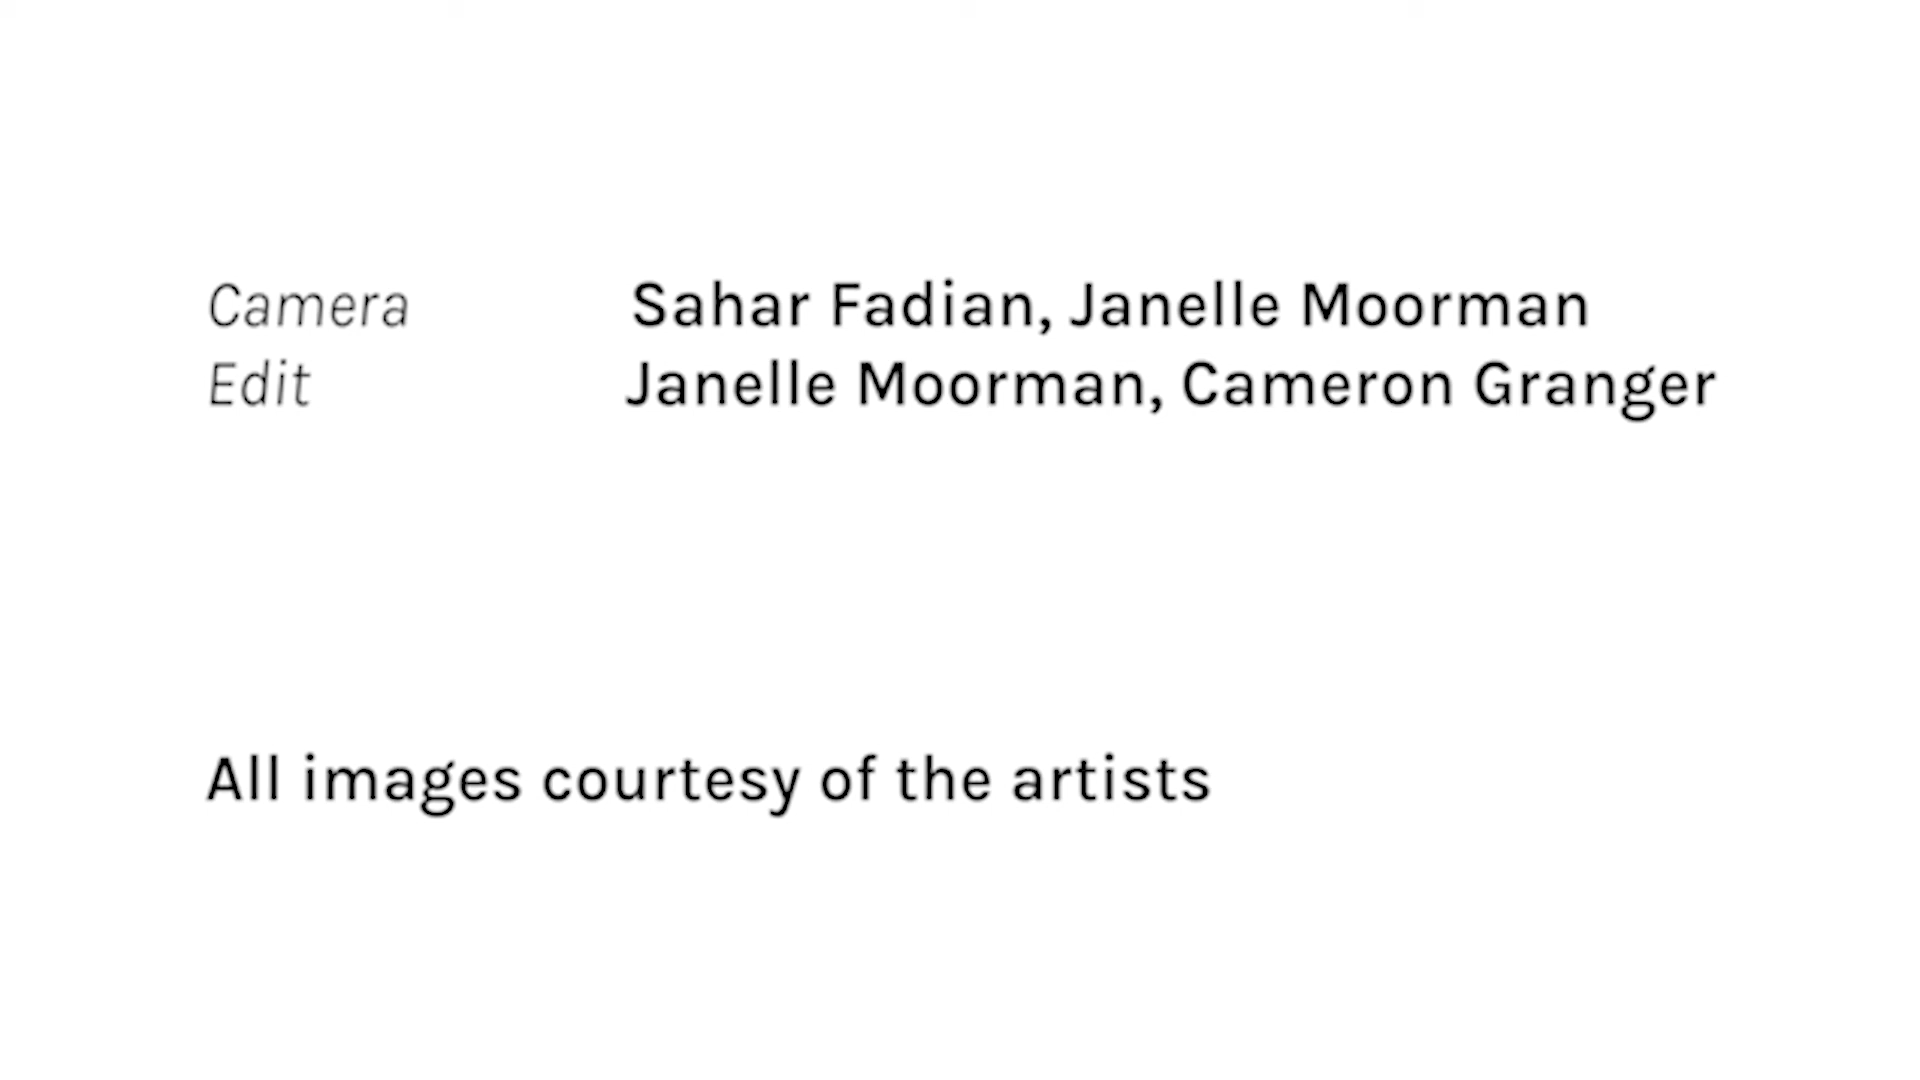 Camera Sahar Fadian, Janelle Moorman
Edit Janelle Moorman, Cameron Granger
All images courtesy of the artists